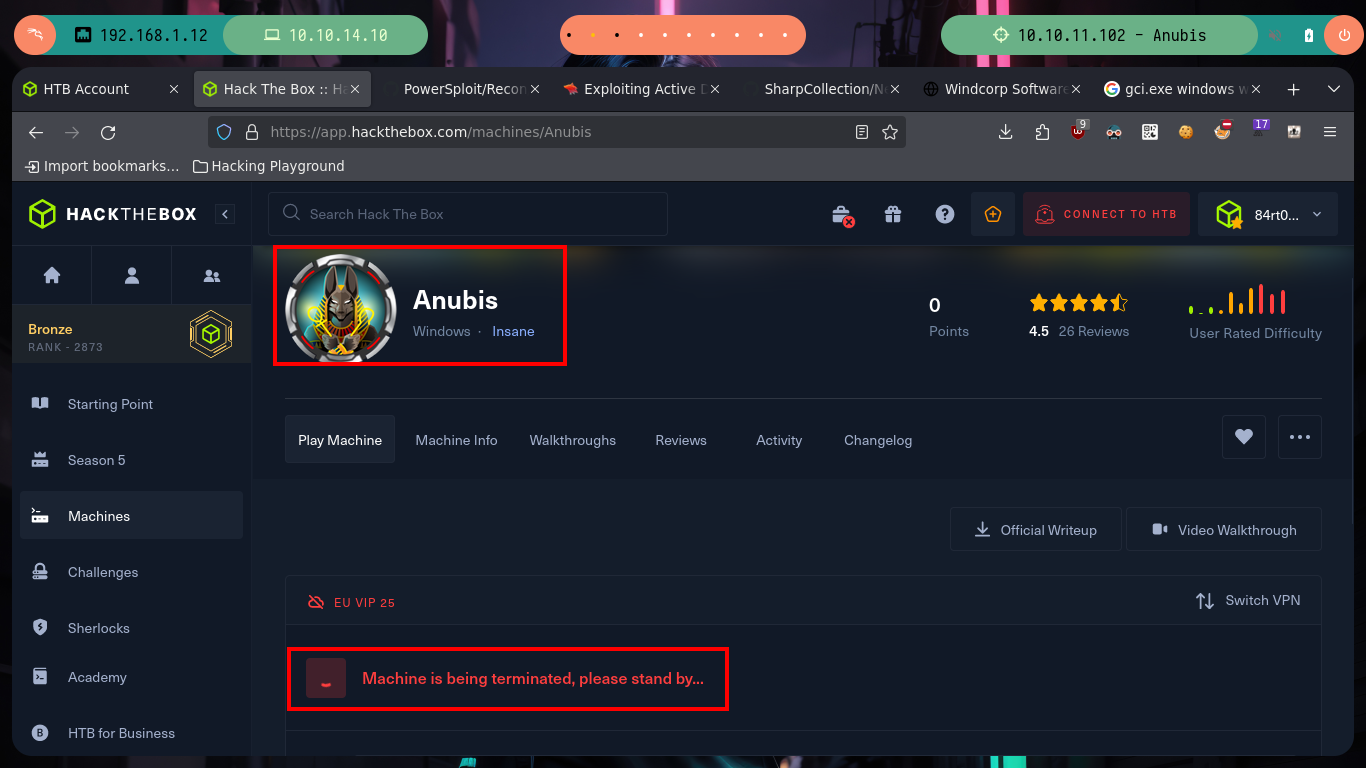 192.168.1.12
10.10.14.10
10.10.11.102 - Anubis
HTB Account
Hack The Box :: Ha
PowerSploit/Recon
Exploiting Active D
SharpCollection/Ne
Windcorp Software
gci.exe windows w
https://app.hackthebox.com/machines/Anubis
9
17
Import bookmarks...
Hacking Playground
HACKTHEBOX
Search Hack The Box
CONNECT TO HTB
84rt0...
Bronze
RANK - 2873
Anubis
Windows · Insane
0
Points
4.5 26 Reviews
User Rated Difficulty
Starting Point
Season 5
Machines
Challenges
Sherlocks
Academy
HTB for Business
Play Machine
Machine Info
Walkthroughs
Reviews
Activity
Changelog
Official Writeup
Video Walkthrough
EU VIP 25
Switch VPN
Machine is being terminated, please stand by...